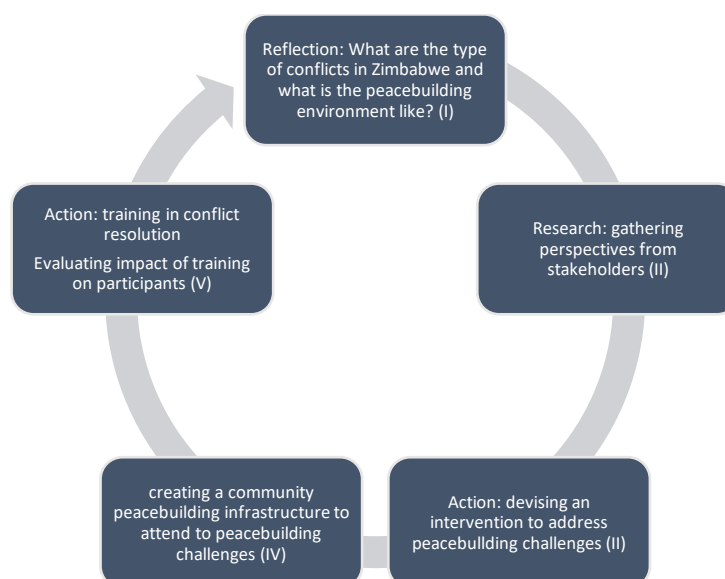 Reflection: What are the type
of conflicts in Zimbabwe and
what is the peacebuilding
environment like? (I)
Research: gathering
perspectives from
stakeholders (II)
Action: devising an
intervention to address
peacebullding challenges (II)
creating a community
peacebuilding infrastructure to
attend to peacebuilding
challenges (IV)
Action: training in conflict
resolution
Evaluating impact of training
on participants (V)